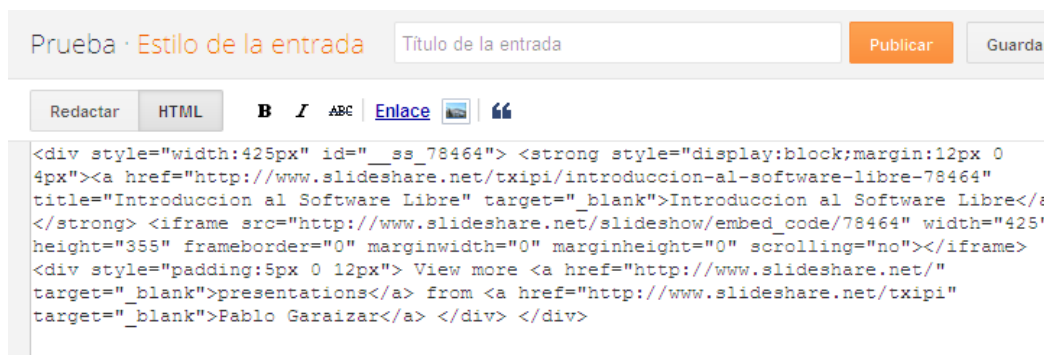 Prueba · Estilo de la entrada Título de la entrada Publicar Guarda
Redactar HTML B I ABC Enlace
<div style="width:425px" id="__ss_78464"> <strong style="display:block;margin:12px 0
4px"><a href="http://www.slideshare.net/txipi/introduccion-al-software-libre-78464"
title="Introduccion al Software Libre" target="_blank">Introduccion al Software Libre</a
</strong> <iframe src="http://www.slideshare.net/slideshow/embed_code/78464" width="425"
height="355" frameborder="0" marginwidth="0" marginheight="0" scrolling="no"></iframe>
<div style="padding:5px 0 12px"> View more <a href="http://www.slideshare.net/"
target="_blank">presentations</a> from <a href="http://www.slideshare.net/txipi"
target="_blank">Pablo Garaizar</a> </div> </div>